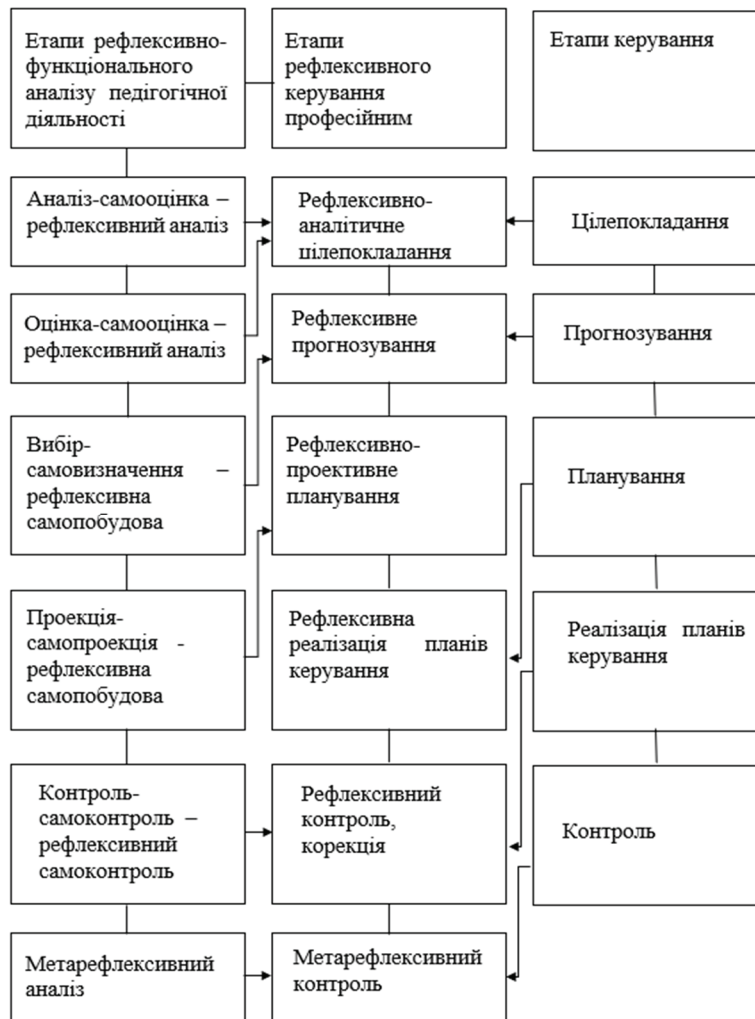 Етапи рефлексивно-
функціонального
аналізу педігогічної
діяльності
Етапи
рефлексивного
керування
професійним
Етапи керування
Аналіз-самооцінка –
рефлексивний аналіз
Рефлексивно-
аналітичне
цілепокладання
Цілепокладання
Оцінка-самооцінка –
рефлексивний аналіз
Рефлексивне
прогнозування
Прогнозування
Вибір-
самовизначення –
рефлексивна
самопобудова
Рефлексивно-
проективне
планування
Планування
Проекція-
самопроекція -
рефлексивна
самопобудова
Рефлексивна
реалізація планів
керування
Реалізація планів
керування
Контроль-
самоконтроль –
рефлексивний
самоконтроль
Рефлексивний
контроль,
корекція
Контроль
Метарефлексивний
аналіз
Метарефлексивний
контроль